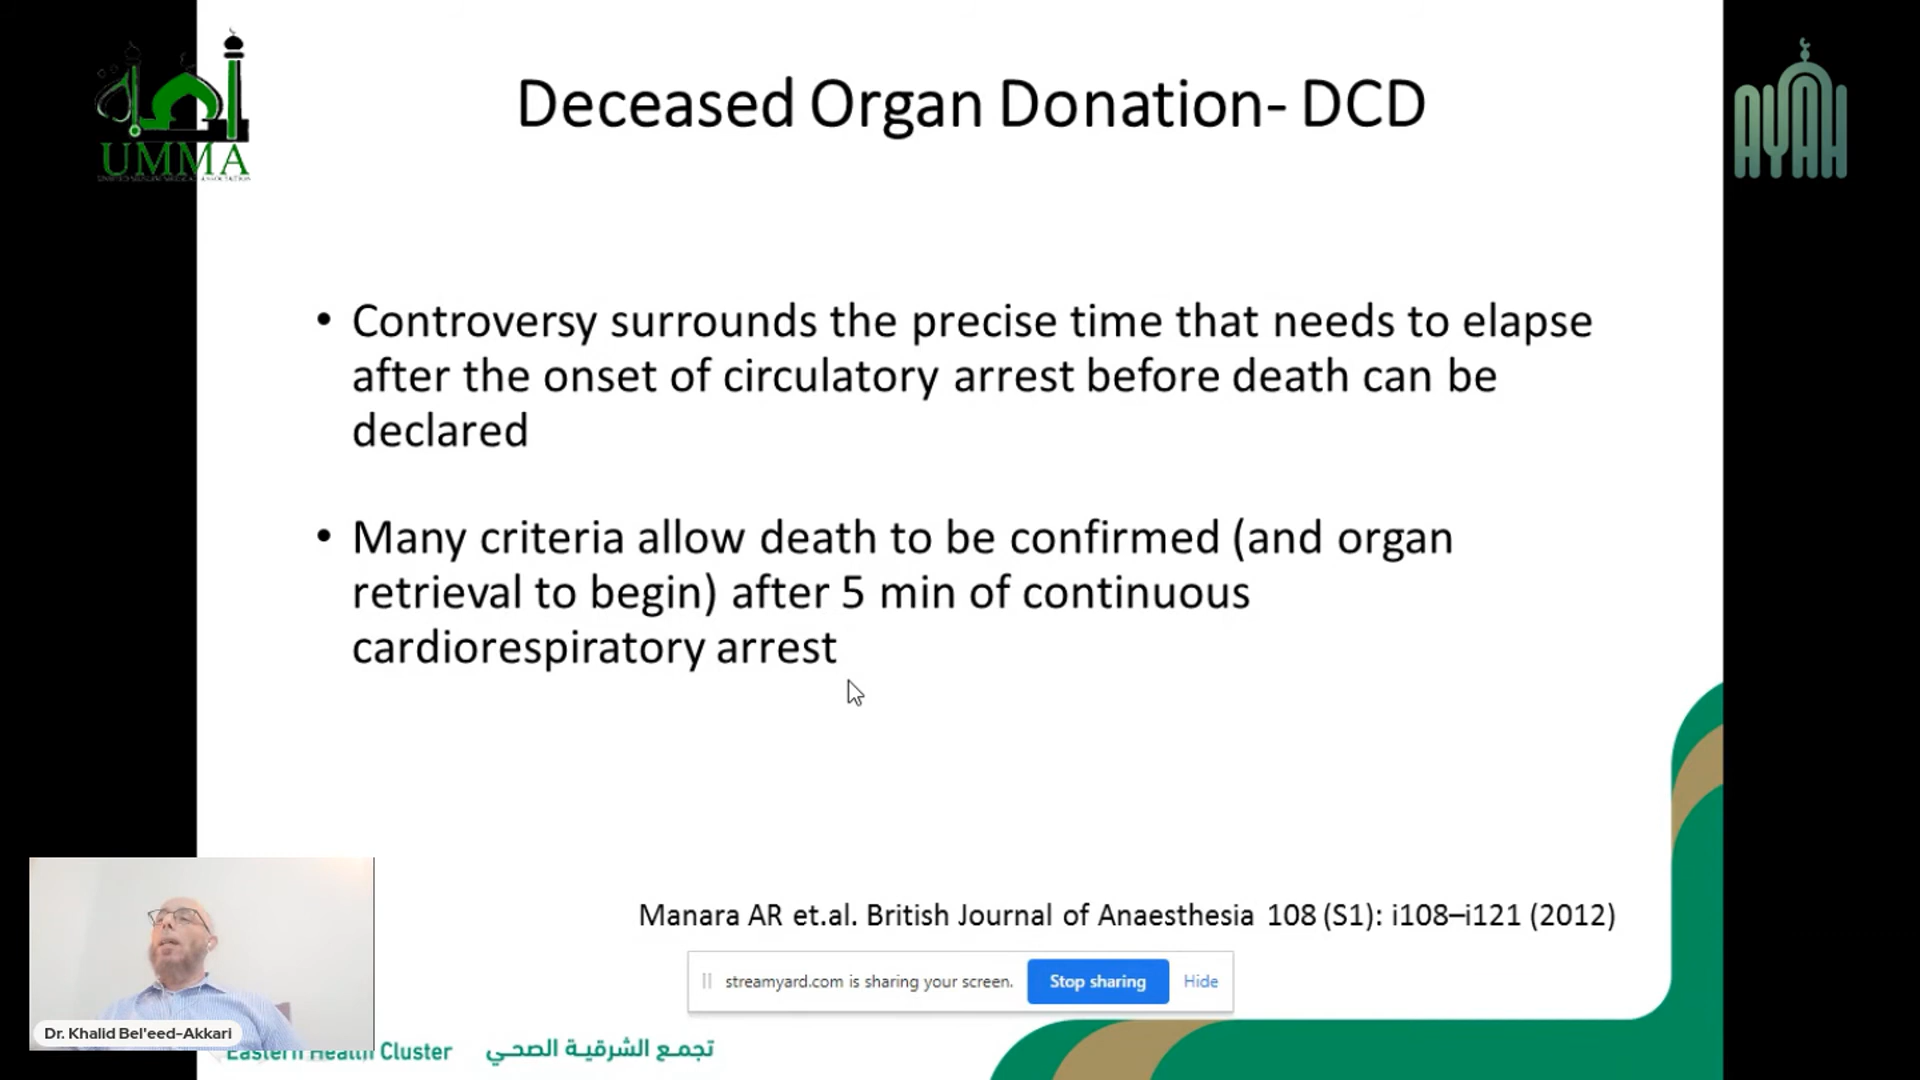 UMMA
AYAH
Deceased Organ Donation- DCD
• Controversy surrounds the precise time that needs to elapse
after the onset of circulatory arrest before death can be
declared
• Many criteria allow death to be confirmed (and organ
retrieval to begin) after 5 min of continuous
cardiorespiratory arrest
Manara AR et.al. British Journal of Anaesthesia 108 (S1): i108–i121 (2012)
streamyard.com is sharing your screen.
Stop sharing
Hide
Dr. Khalid Bel'eed-Akkari
Eastern Health Cluster
تجمع الشرقية الصحي